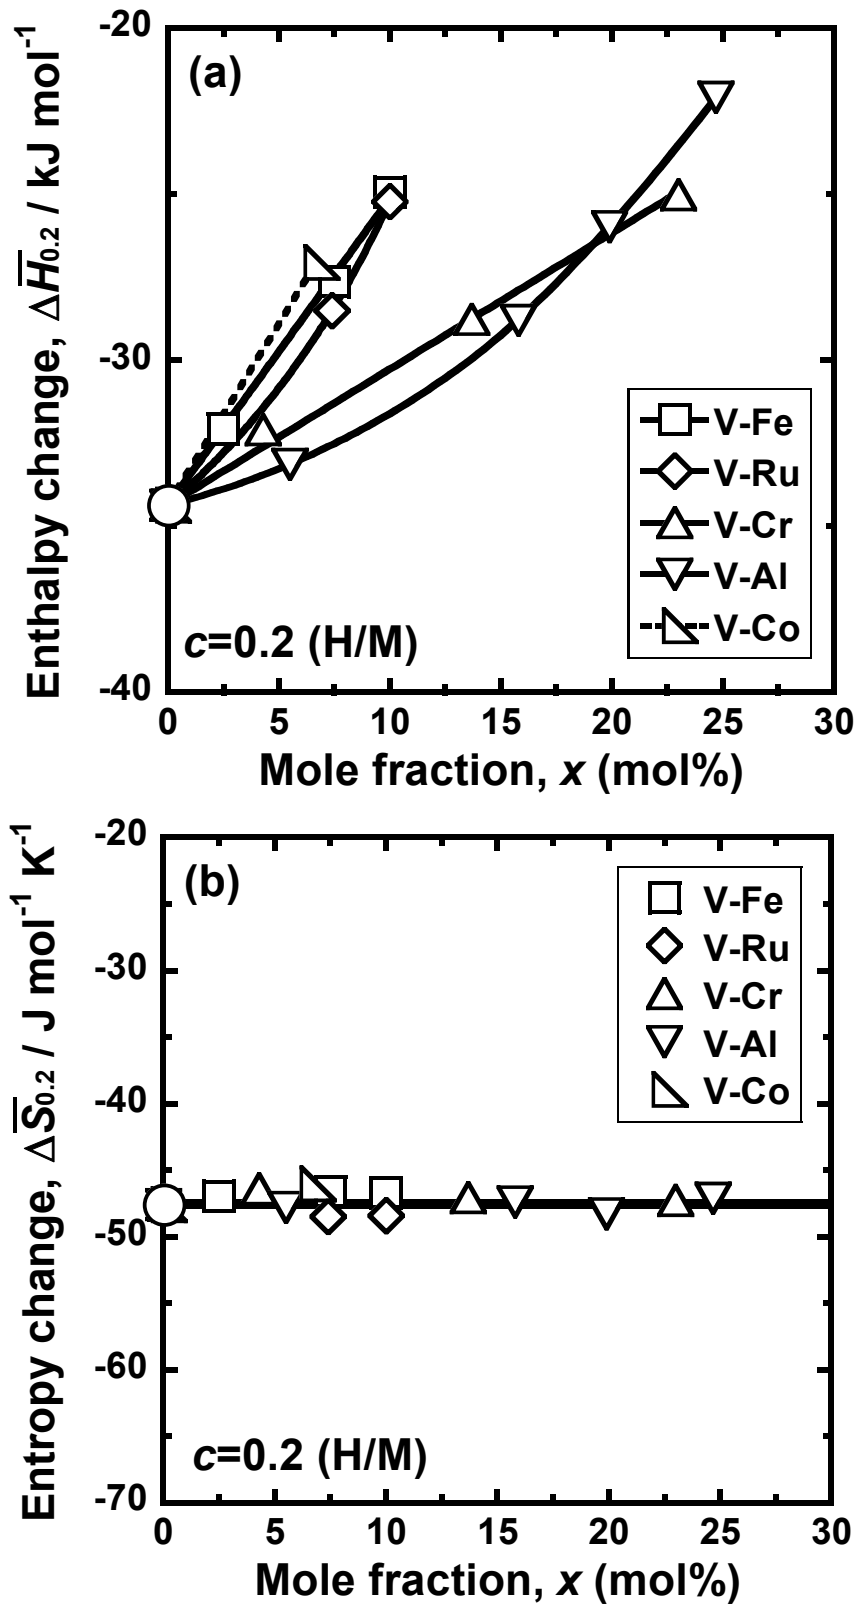 Enthalpy change, ΔH̅0.2 / kJ mol⁻¹
(a)
-20
-30
-40
V-Fe
V-Ru
V-Cr
V-Al
V-Co
c=0.2 (H/M)
0 5 10 15 20 25 30
Mole fraction, x (mol%)
Entropy change, ΔS̅0.2 / J mol⁻¹ K⁻¹
(b)
-20
-30
-40
-50
-60
-70
V-Fe
V-Ru
V-Cr
V-Al
V-Co
c=0.2 (H/M)
0 5 10 15 20 25 30
Mole fraction, x (mol%)